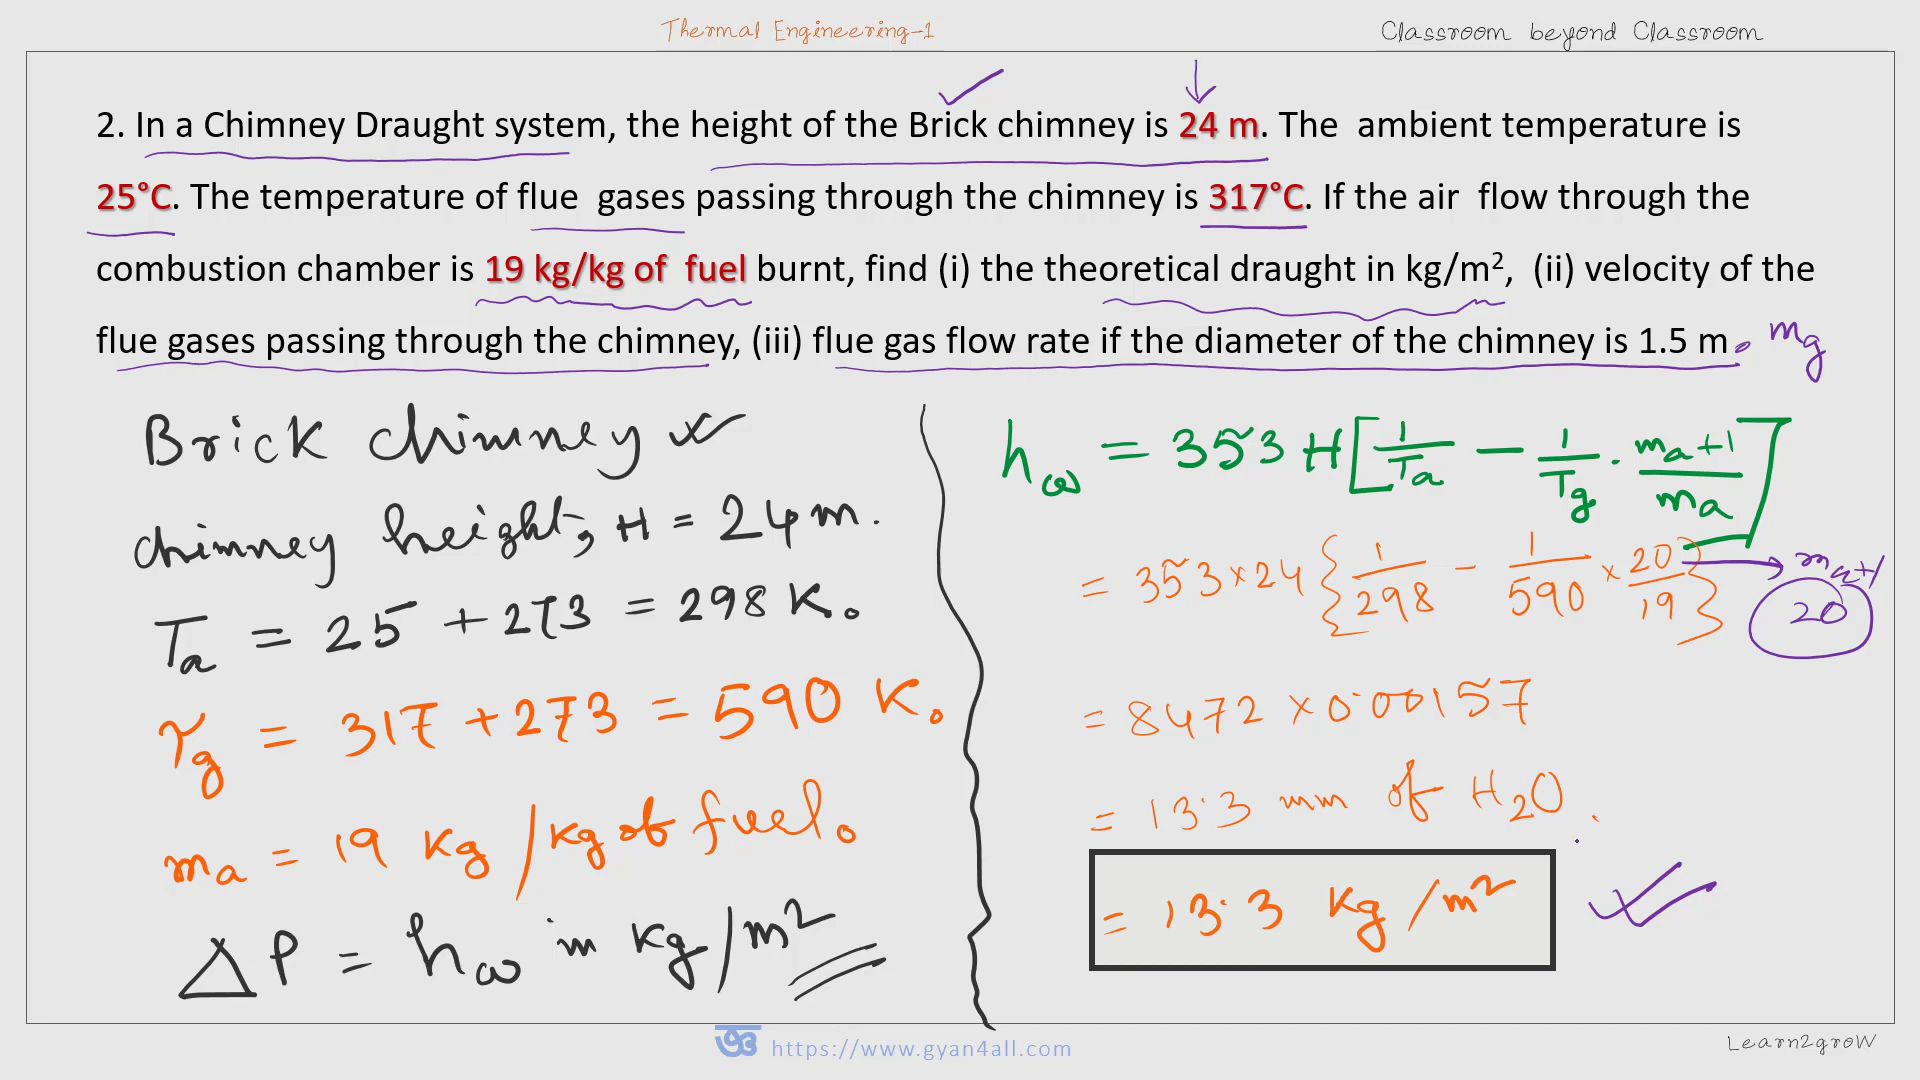 Thermal Engineering-1
Classroom beyond Classroom
2. In a Chimney Draught system, the height of the Brick chimney is 24 m. The ambient temperature is
25°C. The temperature of flue gases passing through the chimney is 317°C. If the air flow through the
combustion chamber is 19 kg/kg of fuel burnt, find (i) the theoretical draught in kg/m², (ii) velocity of the
flue gases passing through the chimney, (iii) flue gas flow rate if the diameter of the chimney is 1.5 m.
mg
Brick chimney
chimney height, H = 24m.
Ta = 25 + 273 = 298 K.
Tg = 317 + 273 = 590 K.
ma = 19 kg/kg of fuel.
ΔP = hω in kg/m²
hω = 353 H [1/Ta - 1/Tg . ma+1/ma]
= 353 × 24 {1/298 - 1/590 × 20/19}
ma+1
20
= 8472 × 0.00157
= 13.3 mm of H2O.
= 13.3 kg/m²
https://www.gyan4all.com
Learn2groW